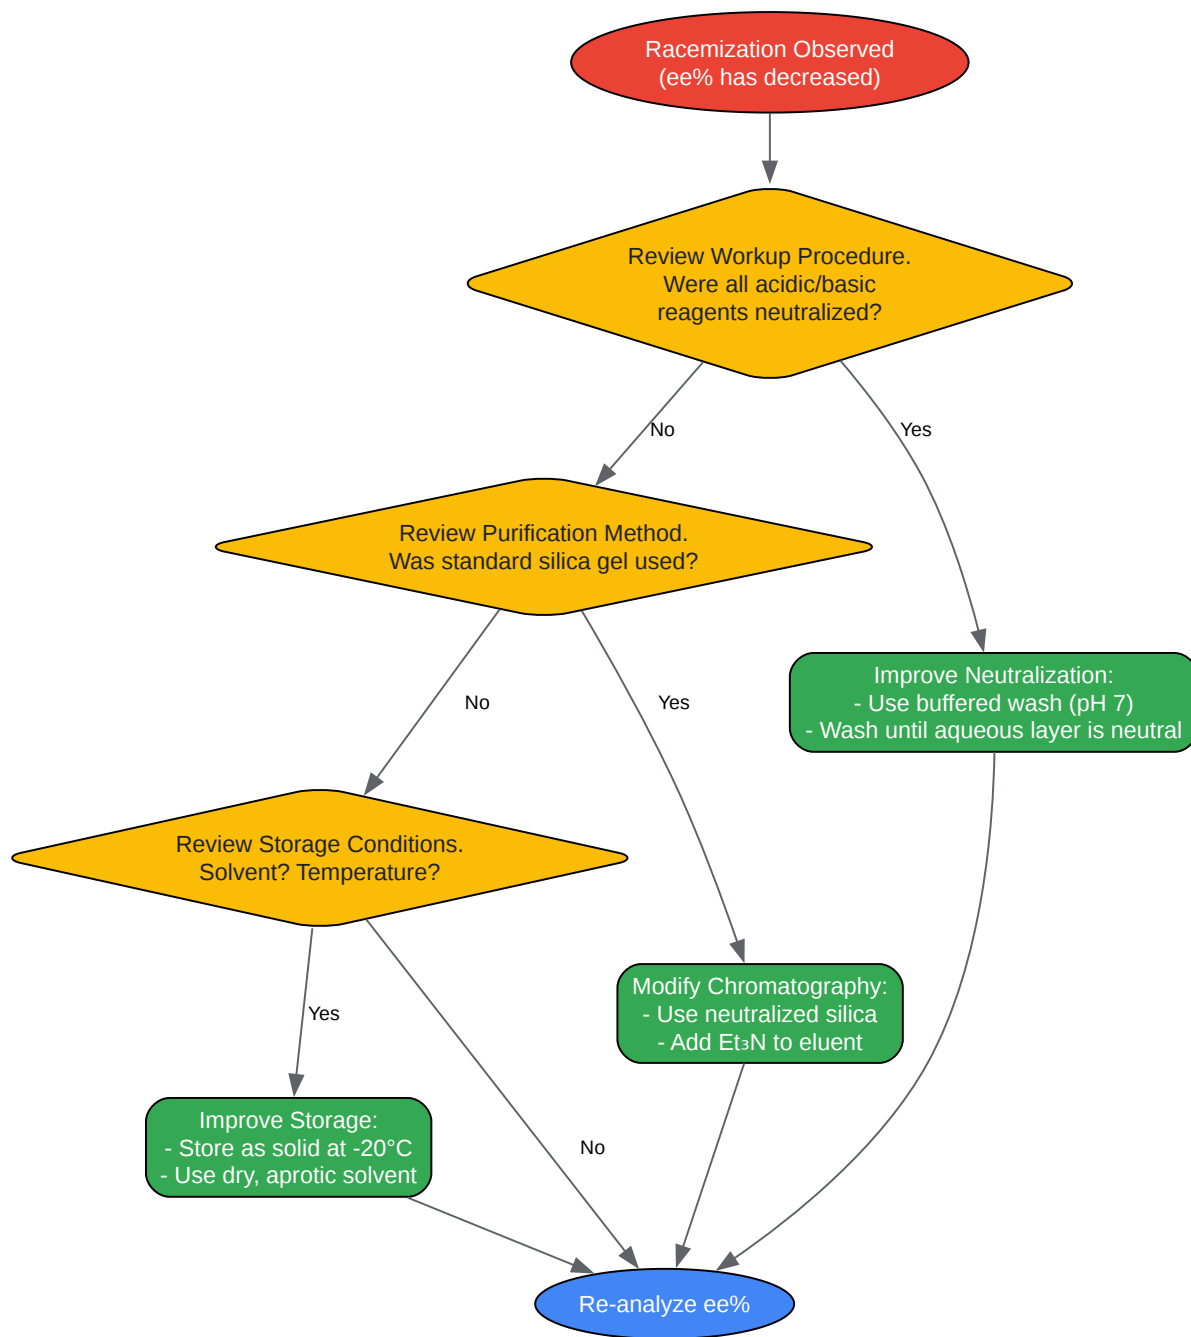 Racemization Observed
(ee% has decreased)
Review Workup Procedure.
Were all acidic/basic
reagents neutralized?
No
Yes
Review Purification Method.
Was standard silica gel used?
Improve Neutralization:
- Use buffered wash (pH 7)
- Wash until aqueous layer is neutral
No
Yes
Review Storage Conditions.
Solvent? Temperature?
Modify Chromatography:
- Use neutralized silica
- Add Et₃N to eluent
Yes
Improve Storage:
- Store as solid at -20°C
- Use dry, aprotic solvent
No
Re-analyze ee%